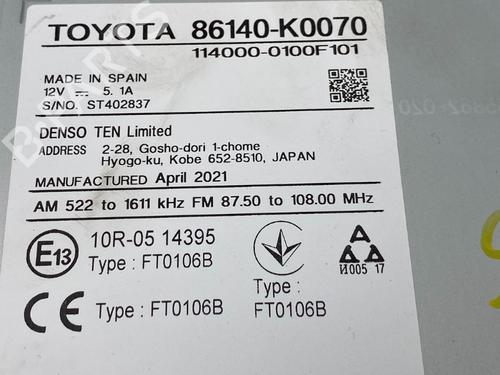 TOYOTA 86140-K0070
114000-0100F101
MADE IN SPAIN
12V 5. 1A
S/NO. ST402837
DENSO TEN Limited
ADDRESS 2-28, Gosho-dori 1-chome
Hyogo-ku, Kobe 652-8510, JAPAN
MANUFACTURED April 2021
AM 522 to 1611 kHz FM 87.50 to 108.00 MHz
E13
10R-05 14395
Type : FT0106B
CE
Type : FT0106B
Type :
FT0106B
И005 17